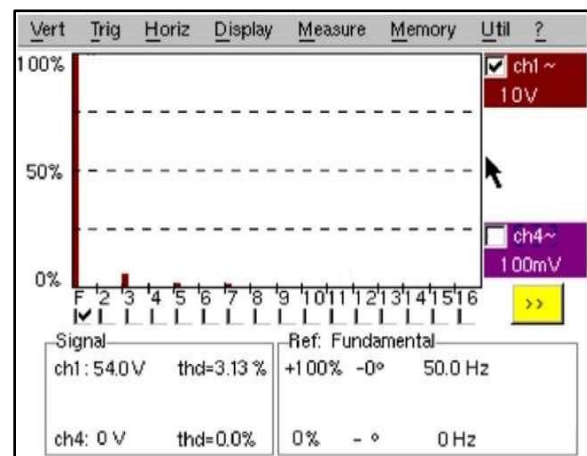 Vert Trig Horiz Display Measure Memory Util ?
100%
ch1 ~
10V
50%
ch4~
100mV
0%
F 2 3 4 5 6 7 8 9 10 11 12 13 14 15 16
>>
Signal
ch1: 54.0 V thd=3.13 %
ch4: 0 V thd=0.0%
Ref: Fundamental
+100% -0° 50.0 Hz
0% - ° 0 Hz